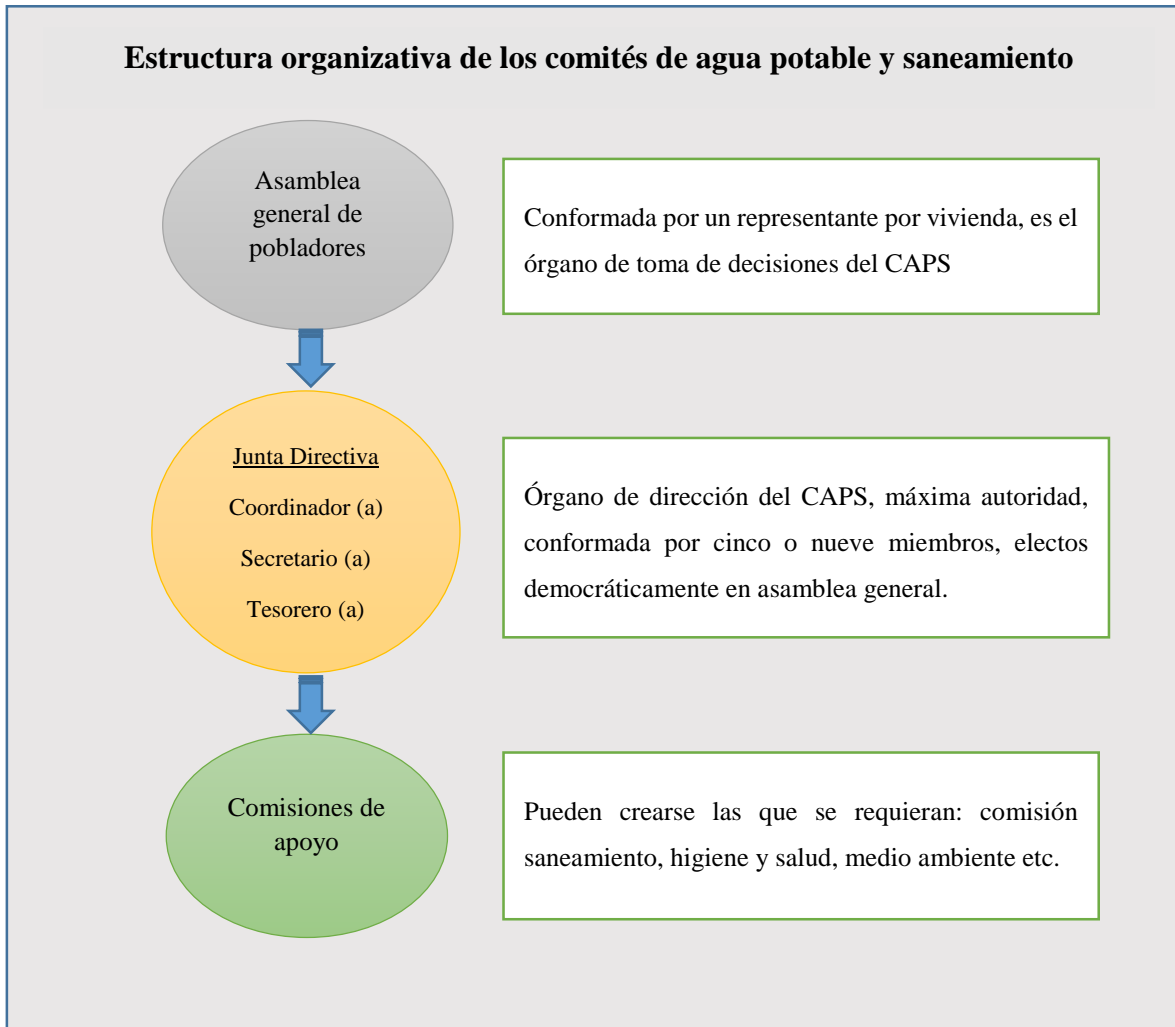 Estructura organizativa de los comités de agua potable y saneamiento
Asamblea
general de
pobladores
Conformada por un representante por vivienda, es el
órgano de toma de decisiones del CAPS
Junta Directiva
Coordinador (a)
Secretario (a)
Tesorero (a)
Órgano de dirección del CAPS, máxima autoridad,
conformada por cinco o nueve miembros, electos
democráticamente en asamblea general.
Comisiones de
apoyo
Pueden crearse las que se requieran: comisión
saneamiento, higiene y salud, medio ambiente etc.